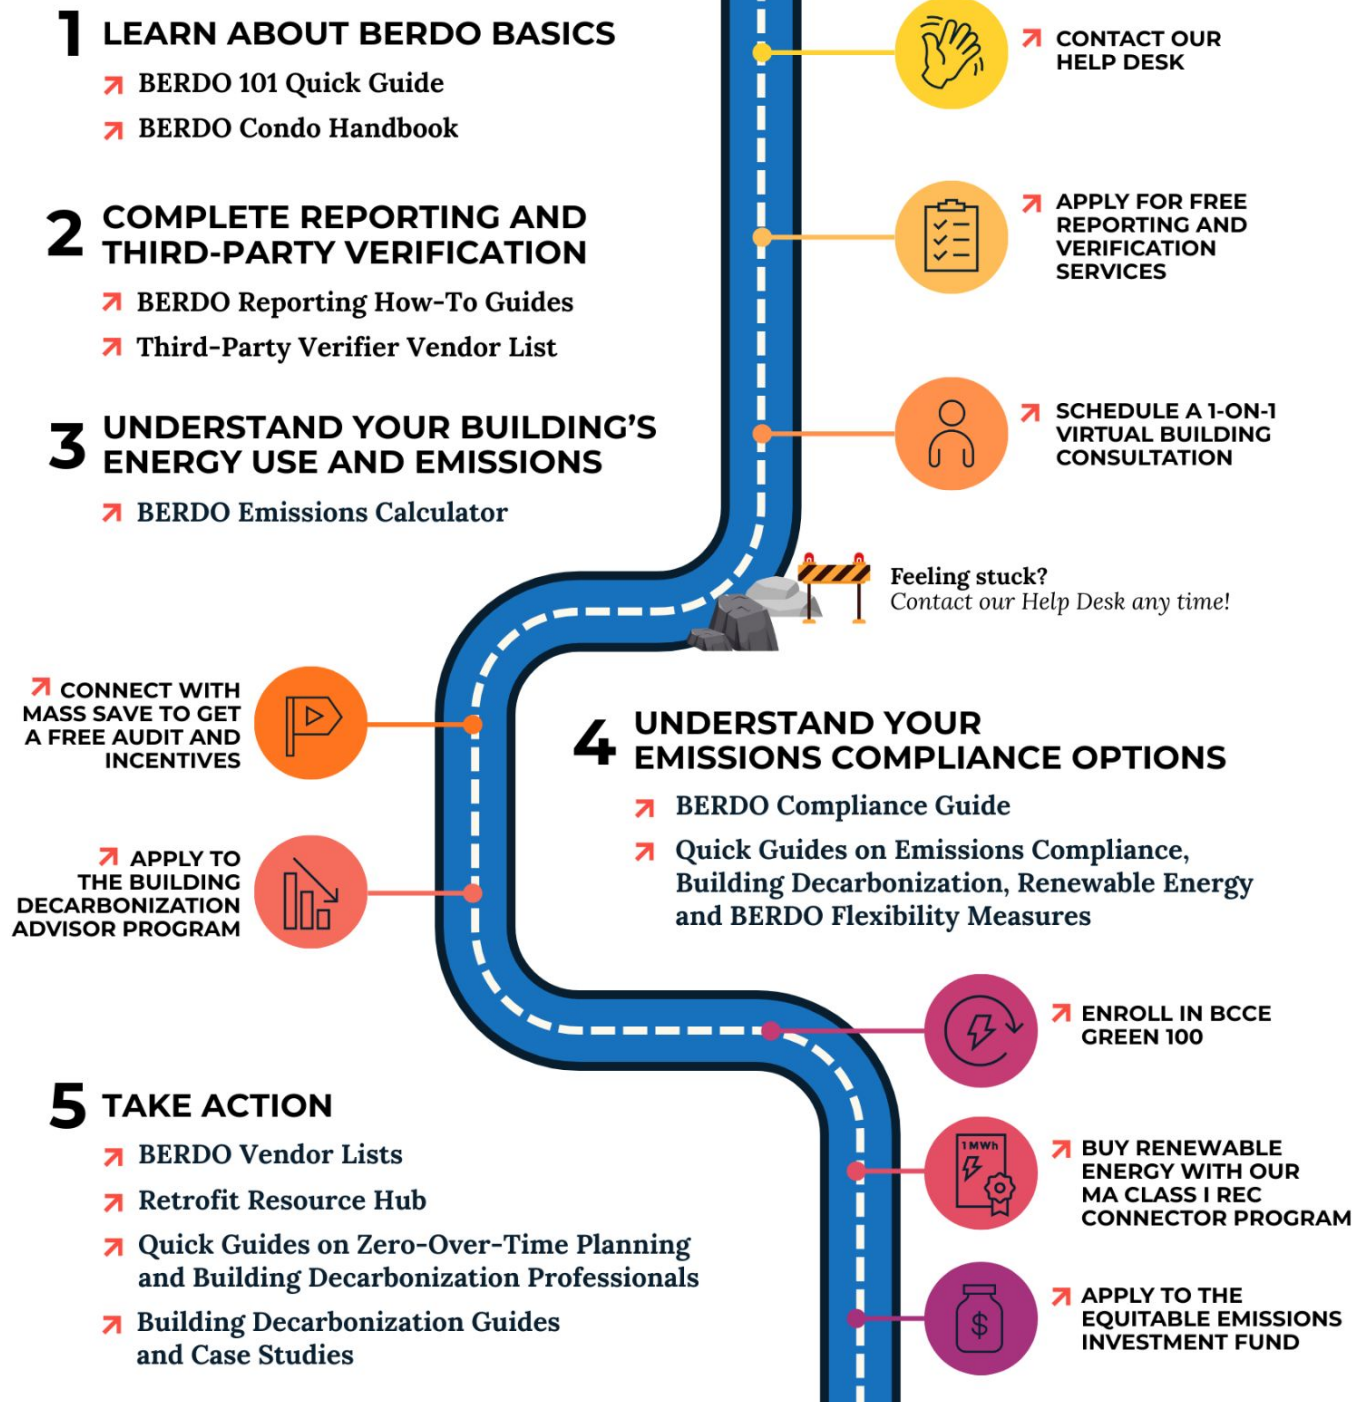 1 LEARN ABOUT BERDO BASICS
BERDO 101 Quick Guide
BERDO Condo Handbook
CONTACT OUR
HELP DESK
2 COMPLETE REPORTING AND
THIRD-PARTY VERIFICATION
BERDO Reporting How-To Guides
Third-Party Verifier Vendor List
APPLY FOR FREE
REPORTING AND
VERIFICATION
SERVICES
3 UNDERSTAND YOUR BUILDING'S
ENERGY USE AND EMISSIONS
BERDO Emissions Calculator
SCHEDULE A 1-ON-1
VIRTUAL BUILDING
CONSULTATION
Feeling stuck?
Contact our Help Desk any time!
CONNECT WITH
MASS SAVE TO GET
A FREE AUDIT AND
INCENTIVES
APPLY TO
THE BUILDING
DECARBONIZATION
ADVISOR PROGRAM
4 UNDERSTAND YOUR
EMISSIONS COMPLIANCE OPTIONS
BERDO Compliance Guide
Quick Guides on Emissions Compliance,
Building Decarbonization, Renewable Energy
and BERDO Flexibility Measures
ENROLL IN BCCE
GREEN 100
5 TAKE ACTION
BERDO Vendor Lists
Retrofit Resource Hub
Quick Guides on Zero-Over-Time Planning
and Building Decarbonization Professionals
Building Decarbonization Guides
and Case Studies
1 MWh
BUY RENEWABLE
ENERGY WITH OUR
MA CLASS I REC
CONNECTOR PROGRAM
$
APPLY TO THE
EQUITABLE EMISSIONS
INVESTMENT FUND